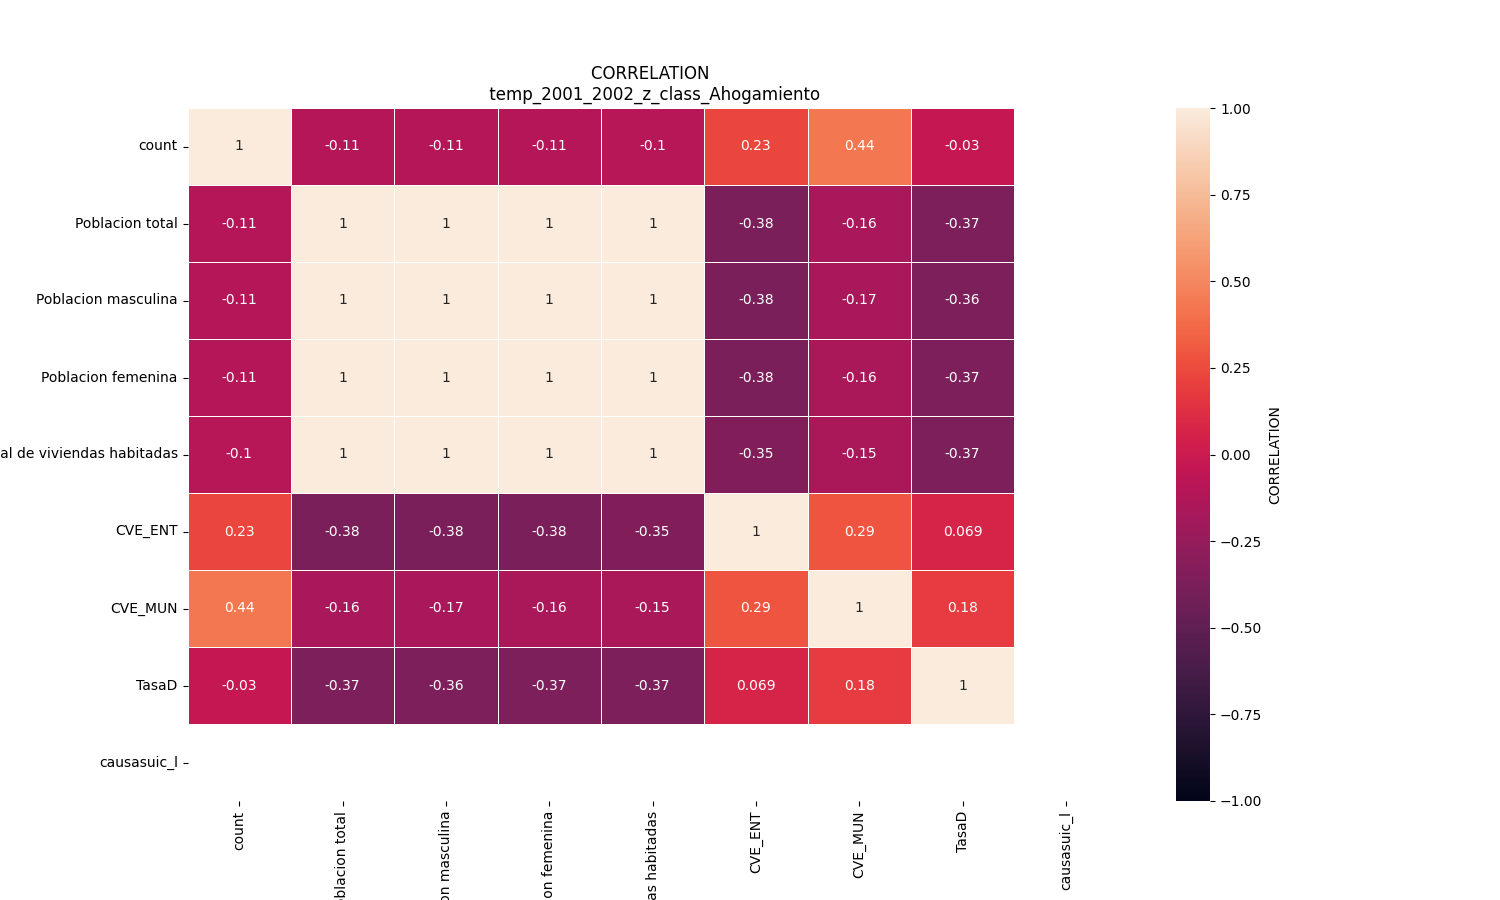 CORRELATION
temp_2001_2002_z_class_Ahogamiento
count 1 -0.11 -0.11 -0.11 -0.1 0.23 0.44 -0.03
Poblacion total -0.11 1 1 1 1 -0.38 -0.16 -0.37
Poblacion masculina -0.11 1 1 1 1 -0.38 -0.17 -0.36
Poblacion femenina -0.11 1 1 1 1 -0.38 -0.16 -0.37
al de viviendas habitadas -0.1 1 1 1 1 -0.35 -0.15 -0.37
CVE_ENT 0.23 -0.38 -0.38 -0.38 -0.35 1 0.29 0.069
CVE_MUN 0.44 -0.16 -0.17 -0.16 -0.15 0.29 1 0.18
TasaD -0.03 -0.37 -0.36 -0.37 -0.37 0.069 0.18 1
causasuic_l
count
oblacion total
on masculina
on femenina
as habitadas
CVE_ENT
CVE_MUN
TasaD
causasuic_l
1.00
0.75
0.50
0.25
0.00
−0.25
−0.50
−0.75
−1.00
CORRELATION